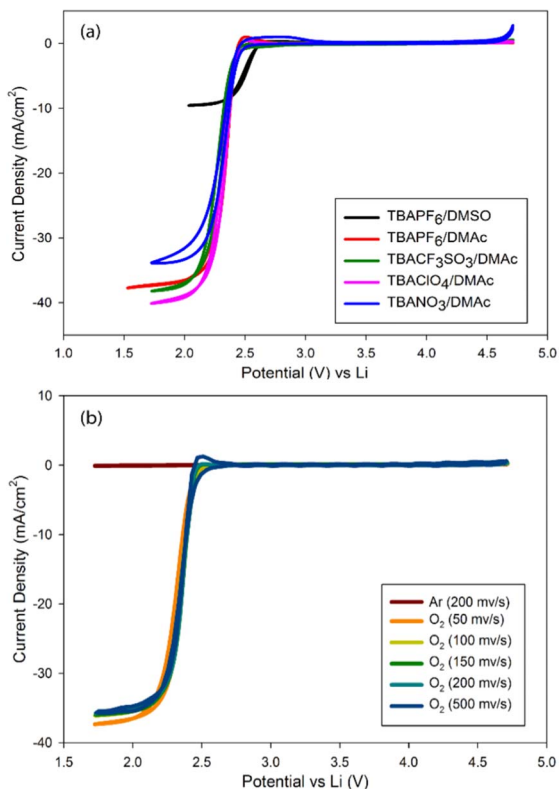 (a)
0
-10
-20
-30
-40
Current Density (mA/cm²)
TBAPF₆/DMSO
TBAPF₆/DMAc
TBACF₃SO₃/DMAc
TBAClO₄/DMAc
TBANO₃/DMAc
1.0 1.5 2.0 2.5 3.0 3.5 4.0 4.5 5.0
Potential (V) vs Li
(b)
10
0
-10
-20
-30
-40
Current Density (mA/cm²)
Ar (200 mv/s)
O₂ (50 mv/s)
O₂ (100 mv/s)
O₂ (150 mv/s)
O₂ (200 mv/s)
O₂ (500 mv/s)
1.5 2.0 2.5 3.0 3.5 4.0 4.5 5.0
Potential vs Li (V)